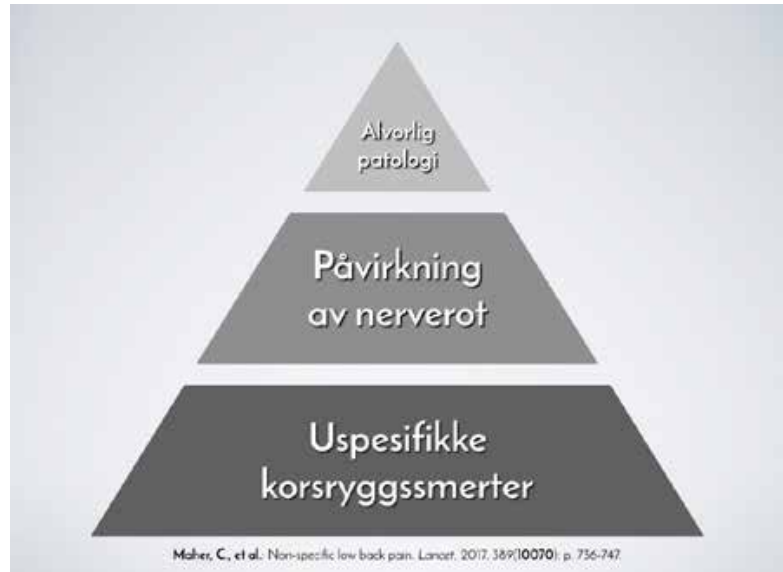 Alvorlig
patologi
Påvirkning
av nerverot
Uspesifikke
korsryggssmerter
Maher, C., et al. Non-specific low back pain. Lancet. 2017. 389(10070): p. 736-747.